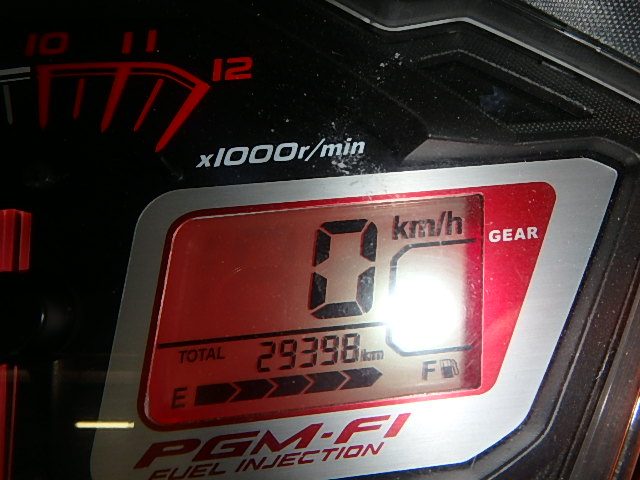 10 11 12
x1000r/min
0 km/h
GEAR
TOTAL 29398 km
E F
PGM-FI
FUEL INJECTION